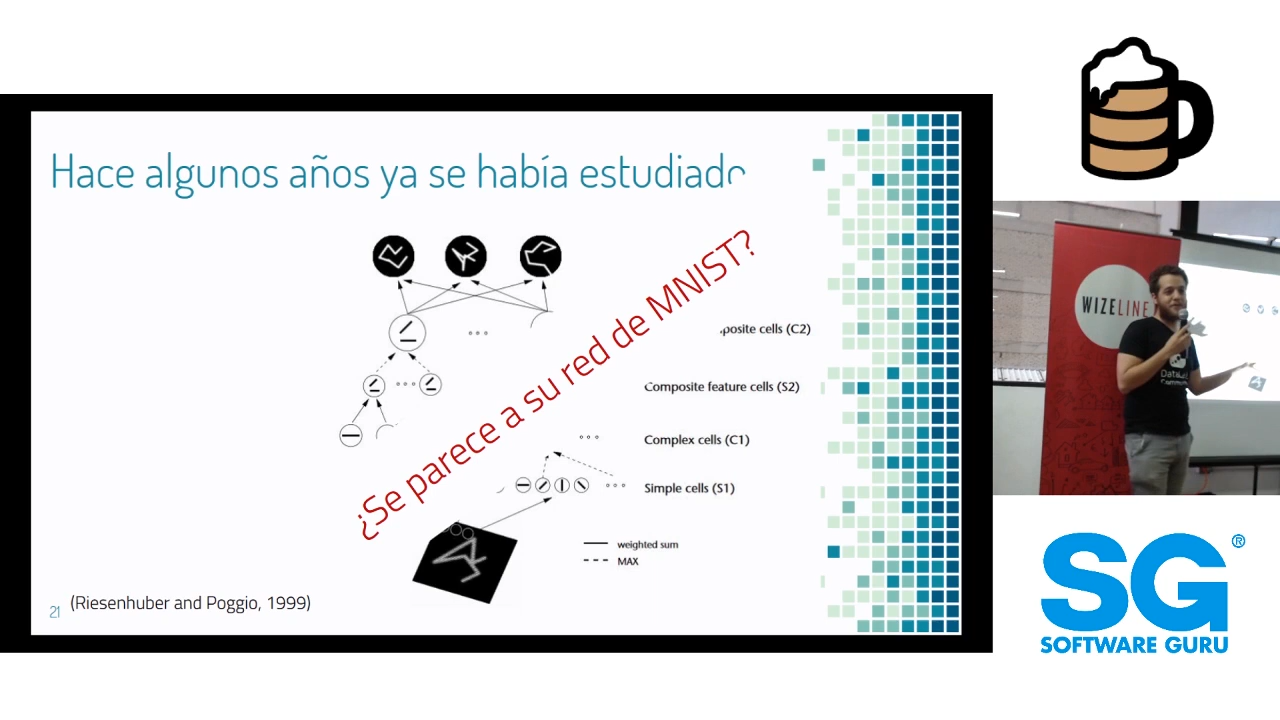 Hace algunos años ya se había estudiado
¿Se parece a su red de MNIST?
posite cells (C2)
Composite feature cells (S2)
Complex cells (C1)
Simple cells (S1)
weighted sum
MAX
(Riesenhuber and Poggio, 1999)
21
WIZELINE
SG®
SOFTWARE GURU